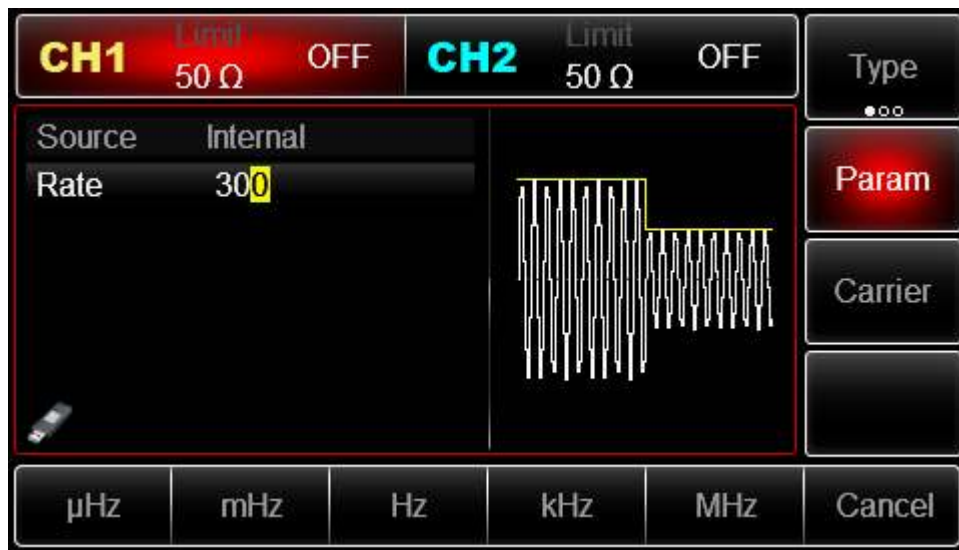 CH1 Limit 50 Ω OFF
CH2 Limit 50 Ω OFF
Type
Source Internal
Rate 300
Param
Carrier
µHz mHz Hz kHz MHz Cancel